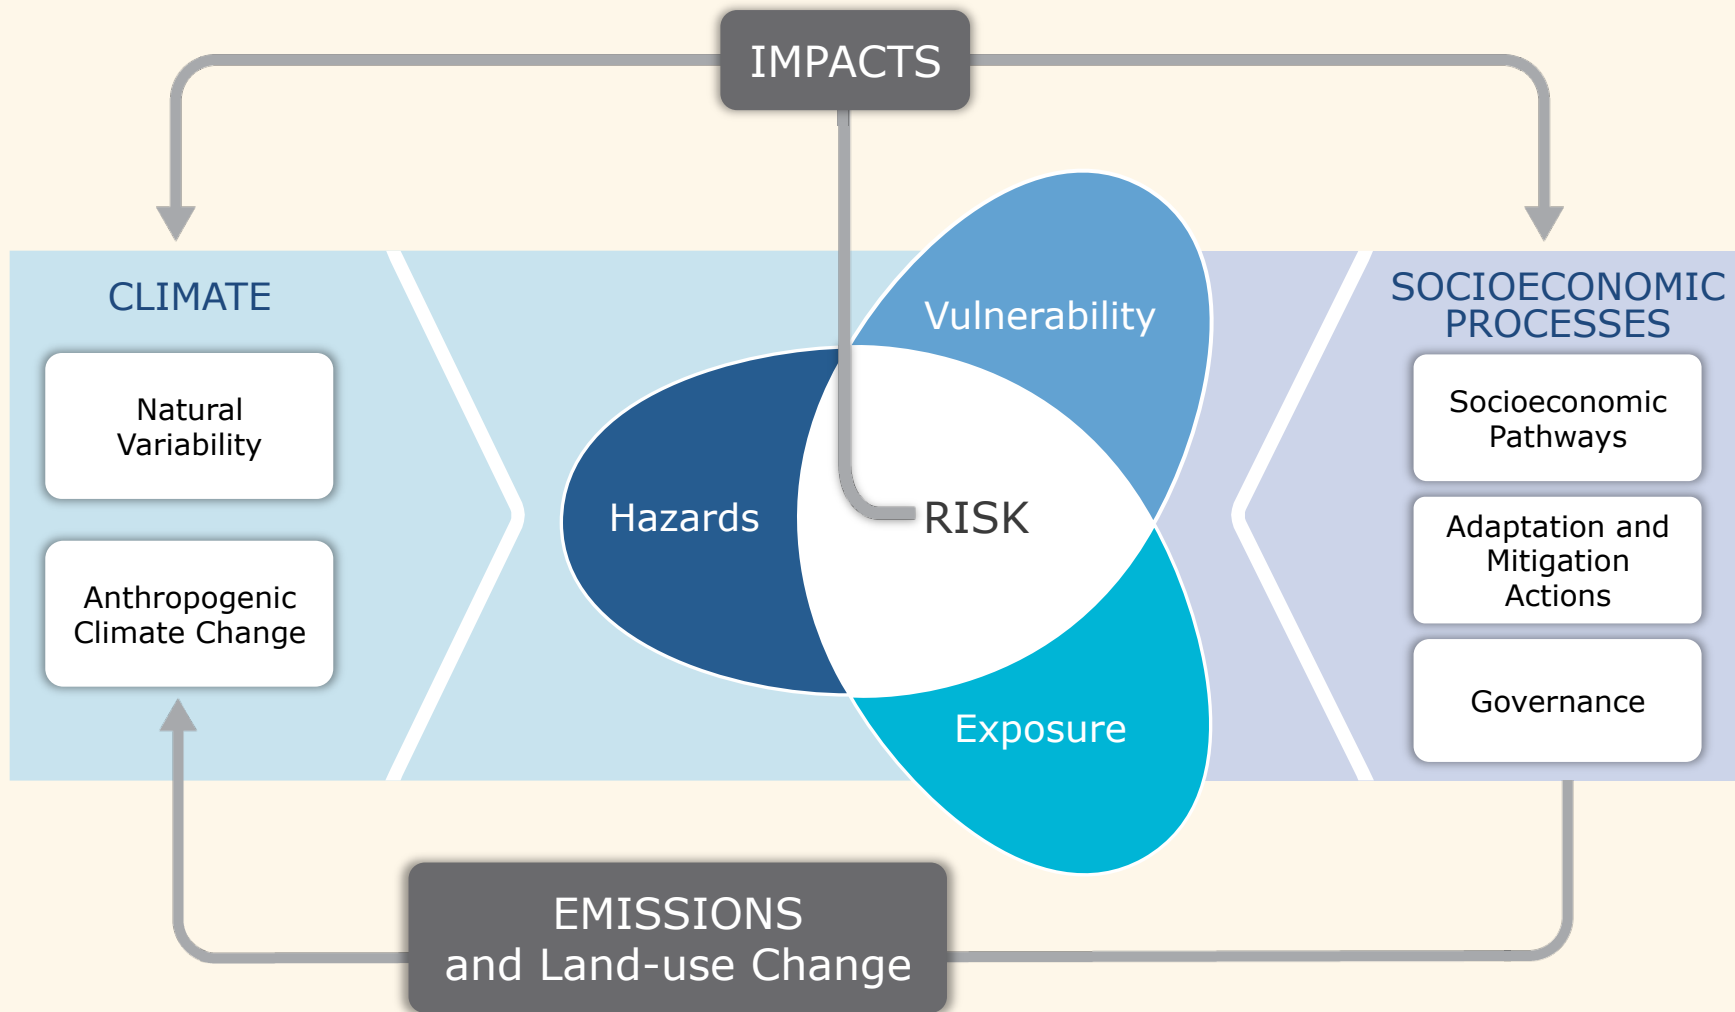 IMPACTS
CLIMATE
Natural
Variability
Anthropogenic
Climate Change
Vulnerability
Hazards
RISK
Exposure
SOCIOECONOMIC
PROCESSES
Socioeconomic
Pathways
Adaptation and
Mitigation
Actions
Governance
EMISSIONS
and Land-use Change